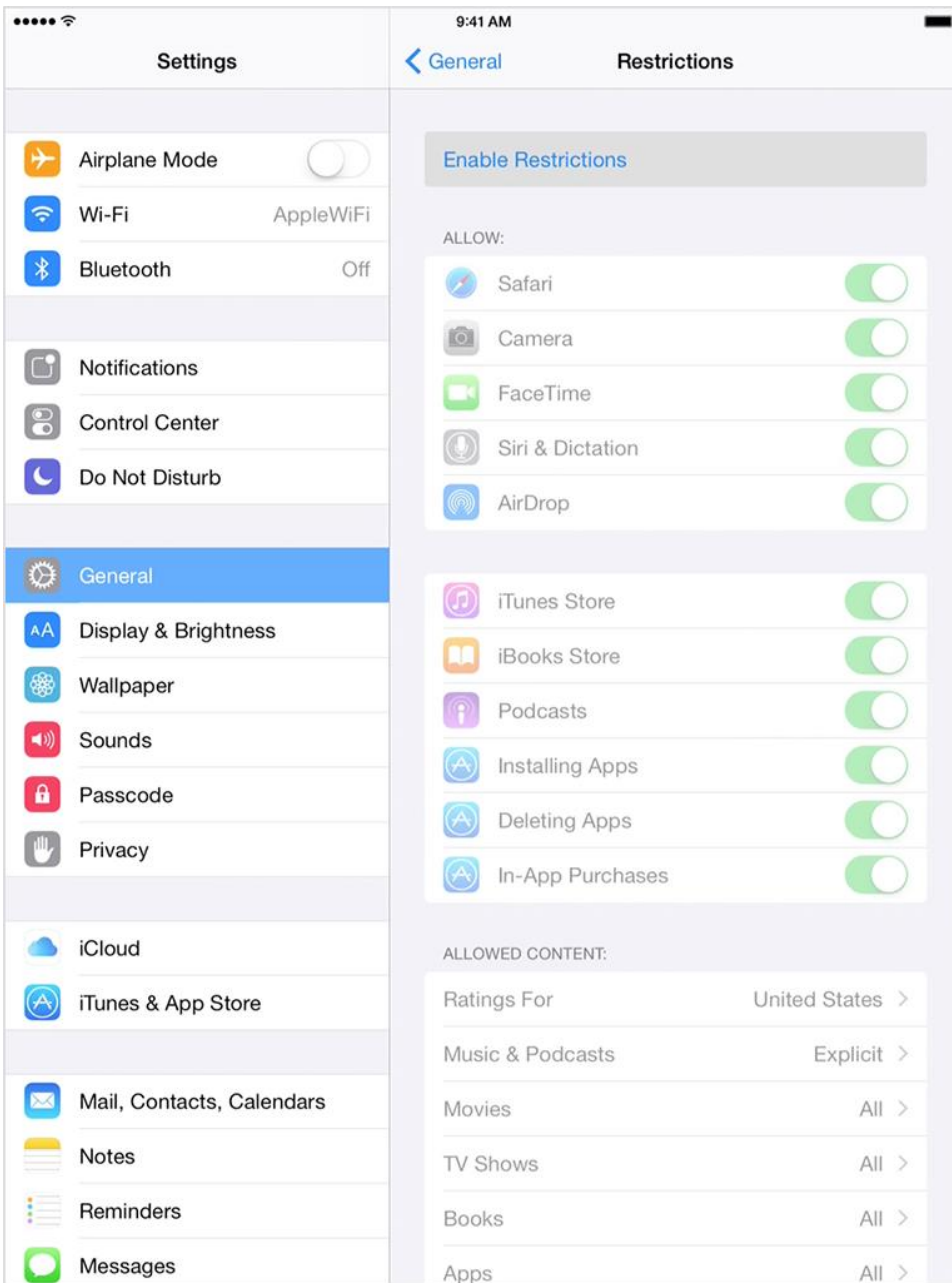 9:41 AM
Settings
General
Restrictions
Airplane Mode
Wi-Fi AppleWiFi
Bluetooth Off
Notifications
Control Center
Do Not Disturb
General
AA Display & Brightness
Wallpaper
Sounds
Passcode
Privacy
iCloud
iTunes & App Store
Mail, Contacts, Calendars
Notes
Reminders
Messages
Enable Restrictions
ALLOW:
Safari
Camera
FaceTime
Siri & Dictation
AirDrop
iTunes Store
iBooks Store
Podcasts
Installing Apps
Deleting Apps
In-App Purchases
ALLOWED CONTENT:
Ratings For United States
Music & Podcasts Explicit
Movies All
TV Shows All
Books All
Apps All